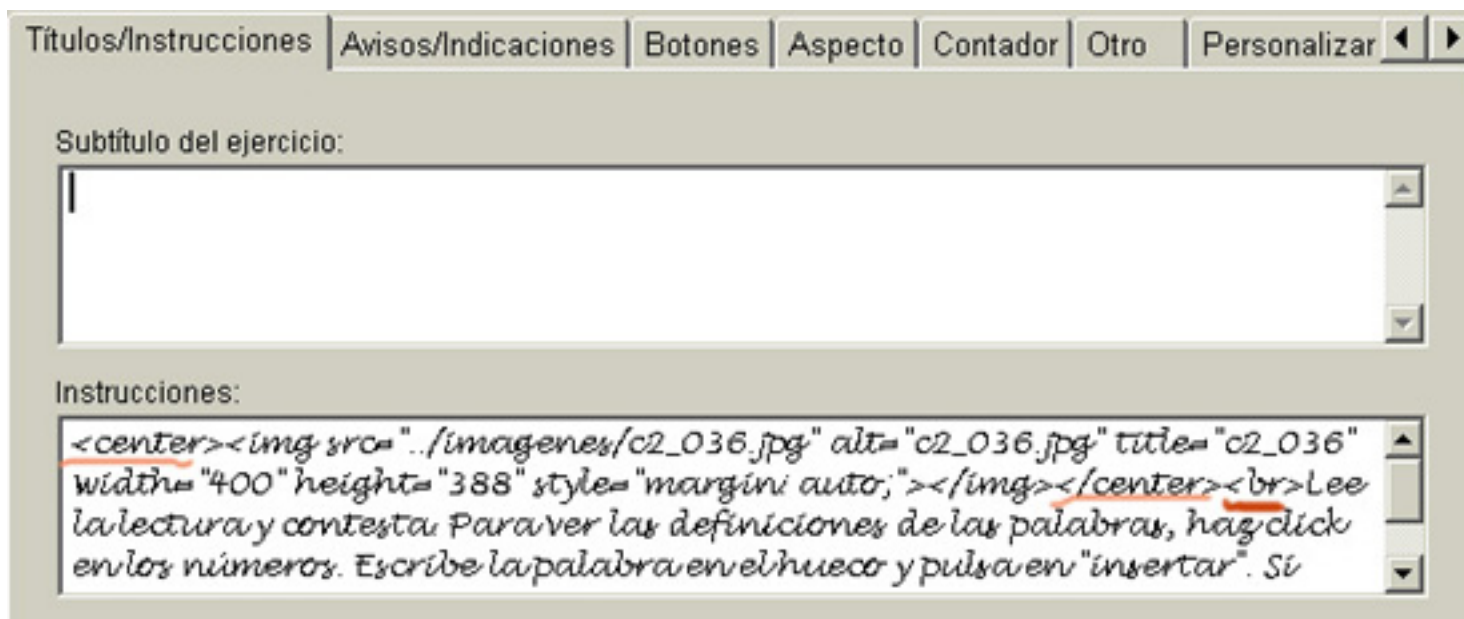 Títulos/Instrucciones Avisos/Indicaciones Botones Aspecto Contador Otro Personalizar
Subtítulo del ejercicio:
Instrucciones:
<center><img src="../imagenes/c2_036.jpg" alt="c2_036.jpg" title="c2_036"
width="400" height="388" style="margin: auto;"></img></center><br>Lee
la lectura y contesta. Para ver las definiciones de las palabras, haz click
en los números. Escribe la palabra en el hueco y pulsa en "insertar". Si